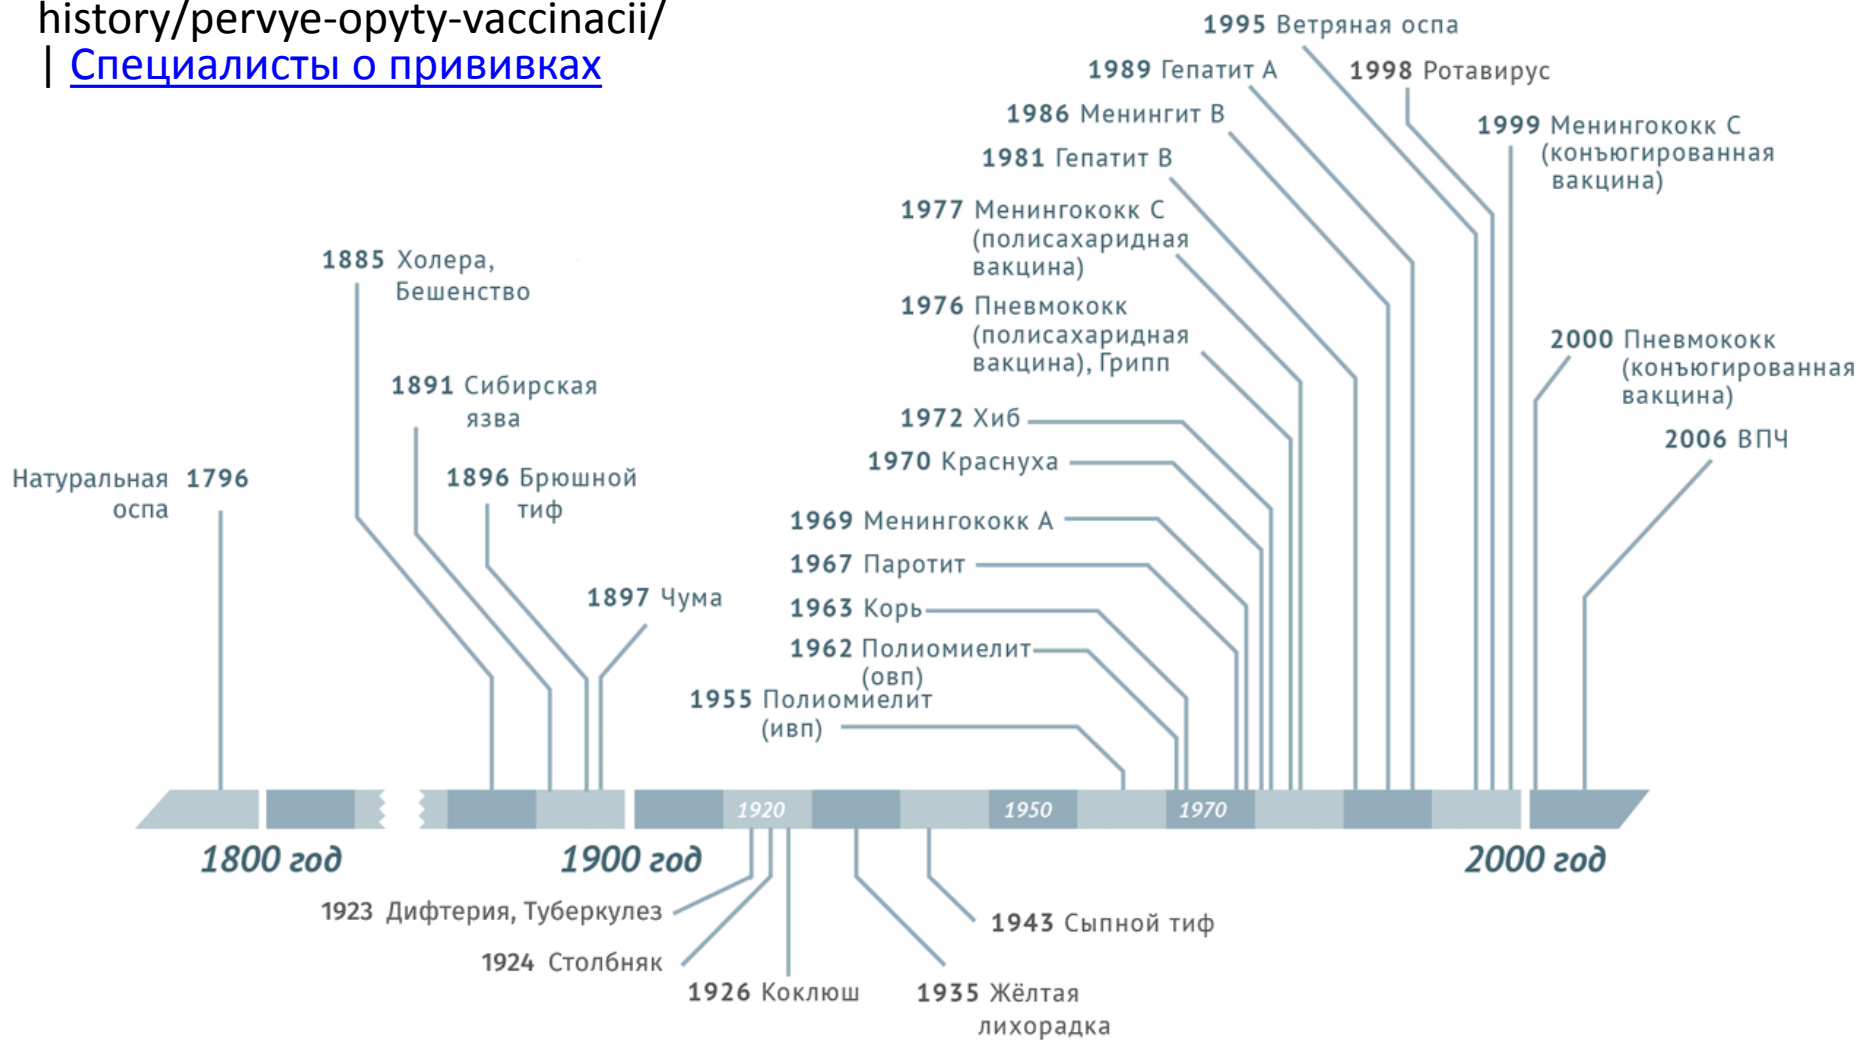 history/pervye-opyty-vaccinacii/
| Специалисты о прививках
1995 Ветряная оспа
1989 Гепатит А
1998 Ротавирус
1986 Менингит В
1999 Менингококк С
(конъюгированная
вакцина)
1981 Гепатит В
1977 Менингококк С
(полисахаридная
вакцина)
1885 Холера,
Бешенство
1976 Пневмококк
(полисахаридная
вакцина), Грипп
2000 Пневмококк
(конъюгированная
вакцина)
1891 Сибирская
язва
1972 Хиб
2006 ВПЧ
1970 Краснуха
Натуральная 1796
оспа
1896 Брюшной
тиф
1969 Менингококк А
1967 Паротит
1897 Чума
1963 Корь
1962 Полиомиелит
(овп)
1955 Полиомиелит
(ивп)
1920
1950
1970
1800 год
1900 год
2000 год
1923 Дифтерия, Туберкулез
1943 Сыпной тиф
1924 Столбняк
1926 Коклюш
1935 Жёлтая
лихорадка